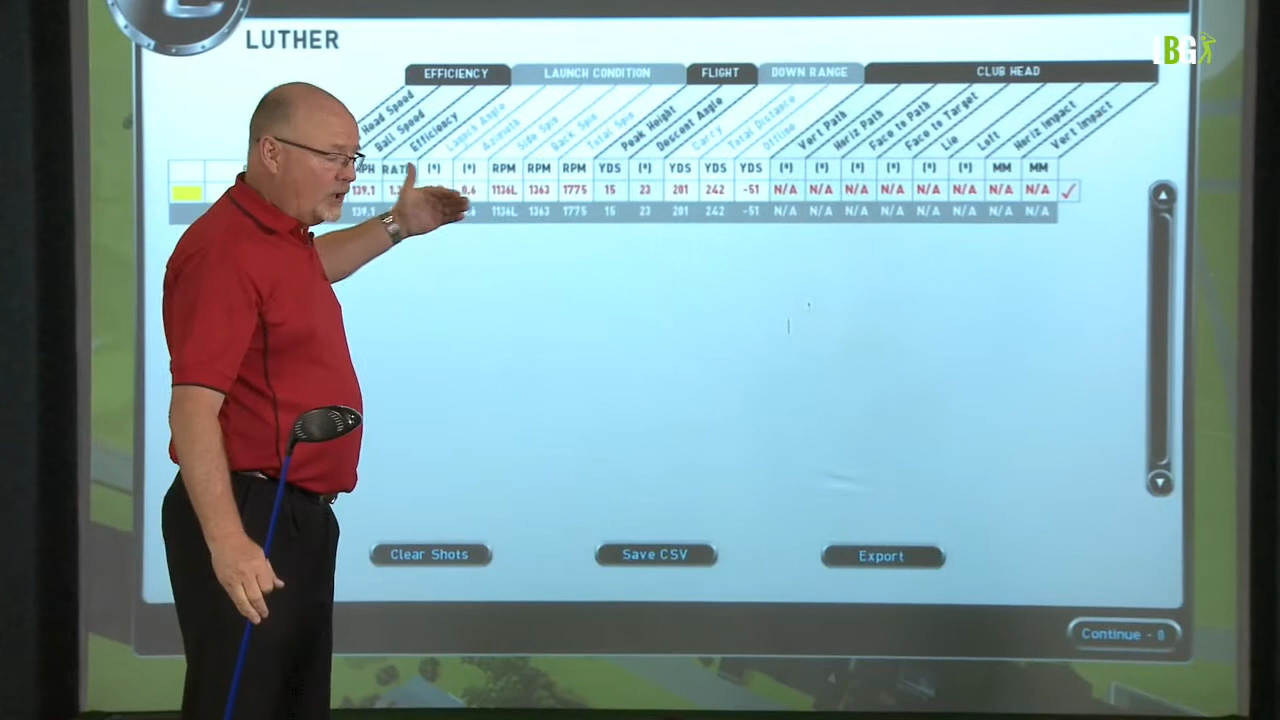 LUTHER
IBG
EFFICIENCY LAUNCH CONDITION FLIGHT DOWN RANGE CLUB HEAD
Head Speed Ball Speed Efficiency Launch Angle Azimuth Side Spin Back Spin Total Spin Peak Height Descent Angle Carry Total Distance Offline Vert Path Horiz Path Face to Path Face to Target Lie Loft Horiz Impact Vert Impact
RAT (°) (°) RPM RPM RPM YDS (°) YDS YDS YDS (°) (°) (°) (°) (°) (°) MM MM
139.1 1136L 1363 1775 15 23 201 242 -51 N/A N/A N/A N/A N/A N/A N/A N/A
139.1 1136L 1363 1775 15 23 201 242 -51 N/A N/A N/A N/A N/A N/A N/A N/A
Clear Shots Save CSV Export
Continue - 8